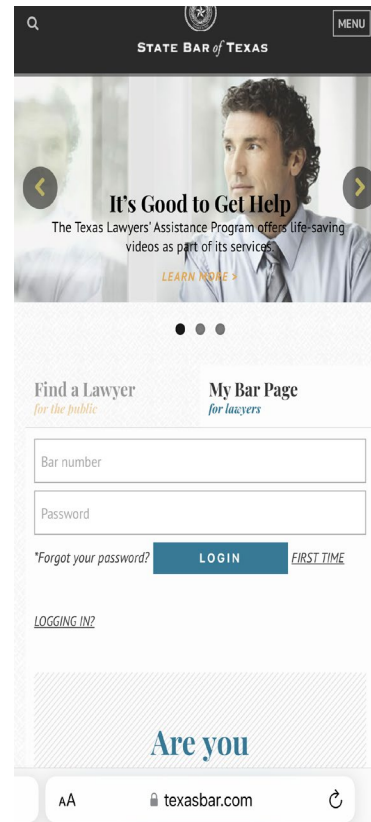 MENU
STATE BAR of TEXAS
It's Good to Get Help
The Texas Lawyers' Assistance Program offers life-saving
videos as part of its services.
LEARN MORE >
Find a Lawyer
for the public
My Bar Page
for lawyers
Bar number
Password
*Forgot your password?
LOGIN
FIRST TIME
LOGGING IN?
Are you
AA
texasbar.com